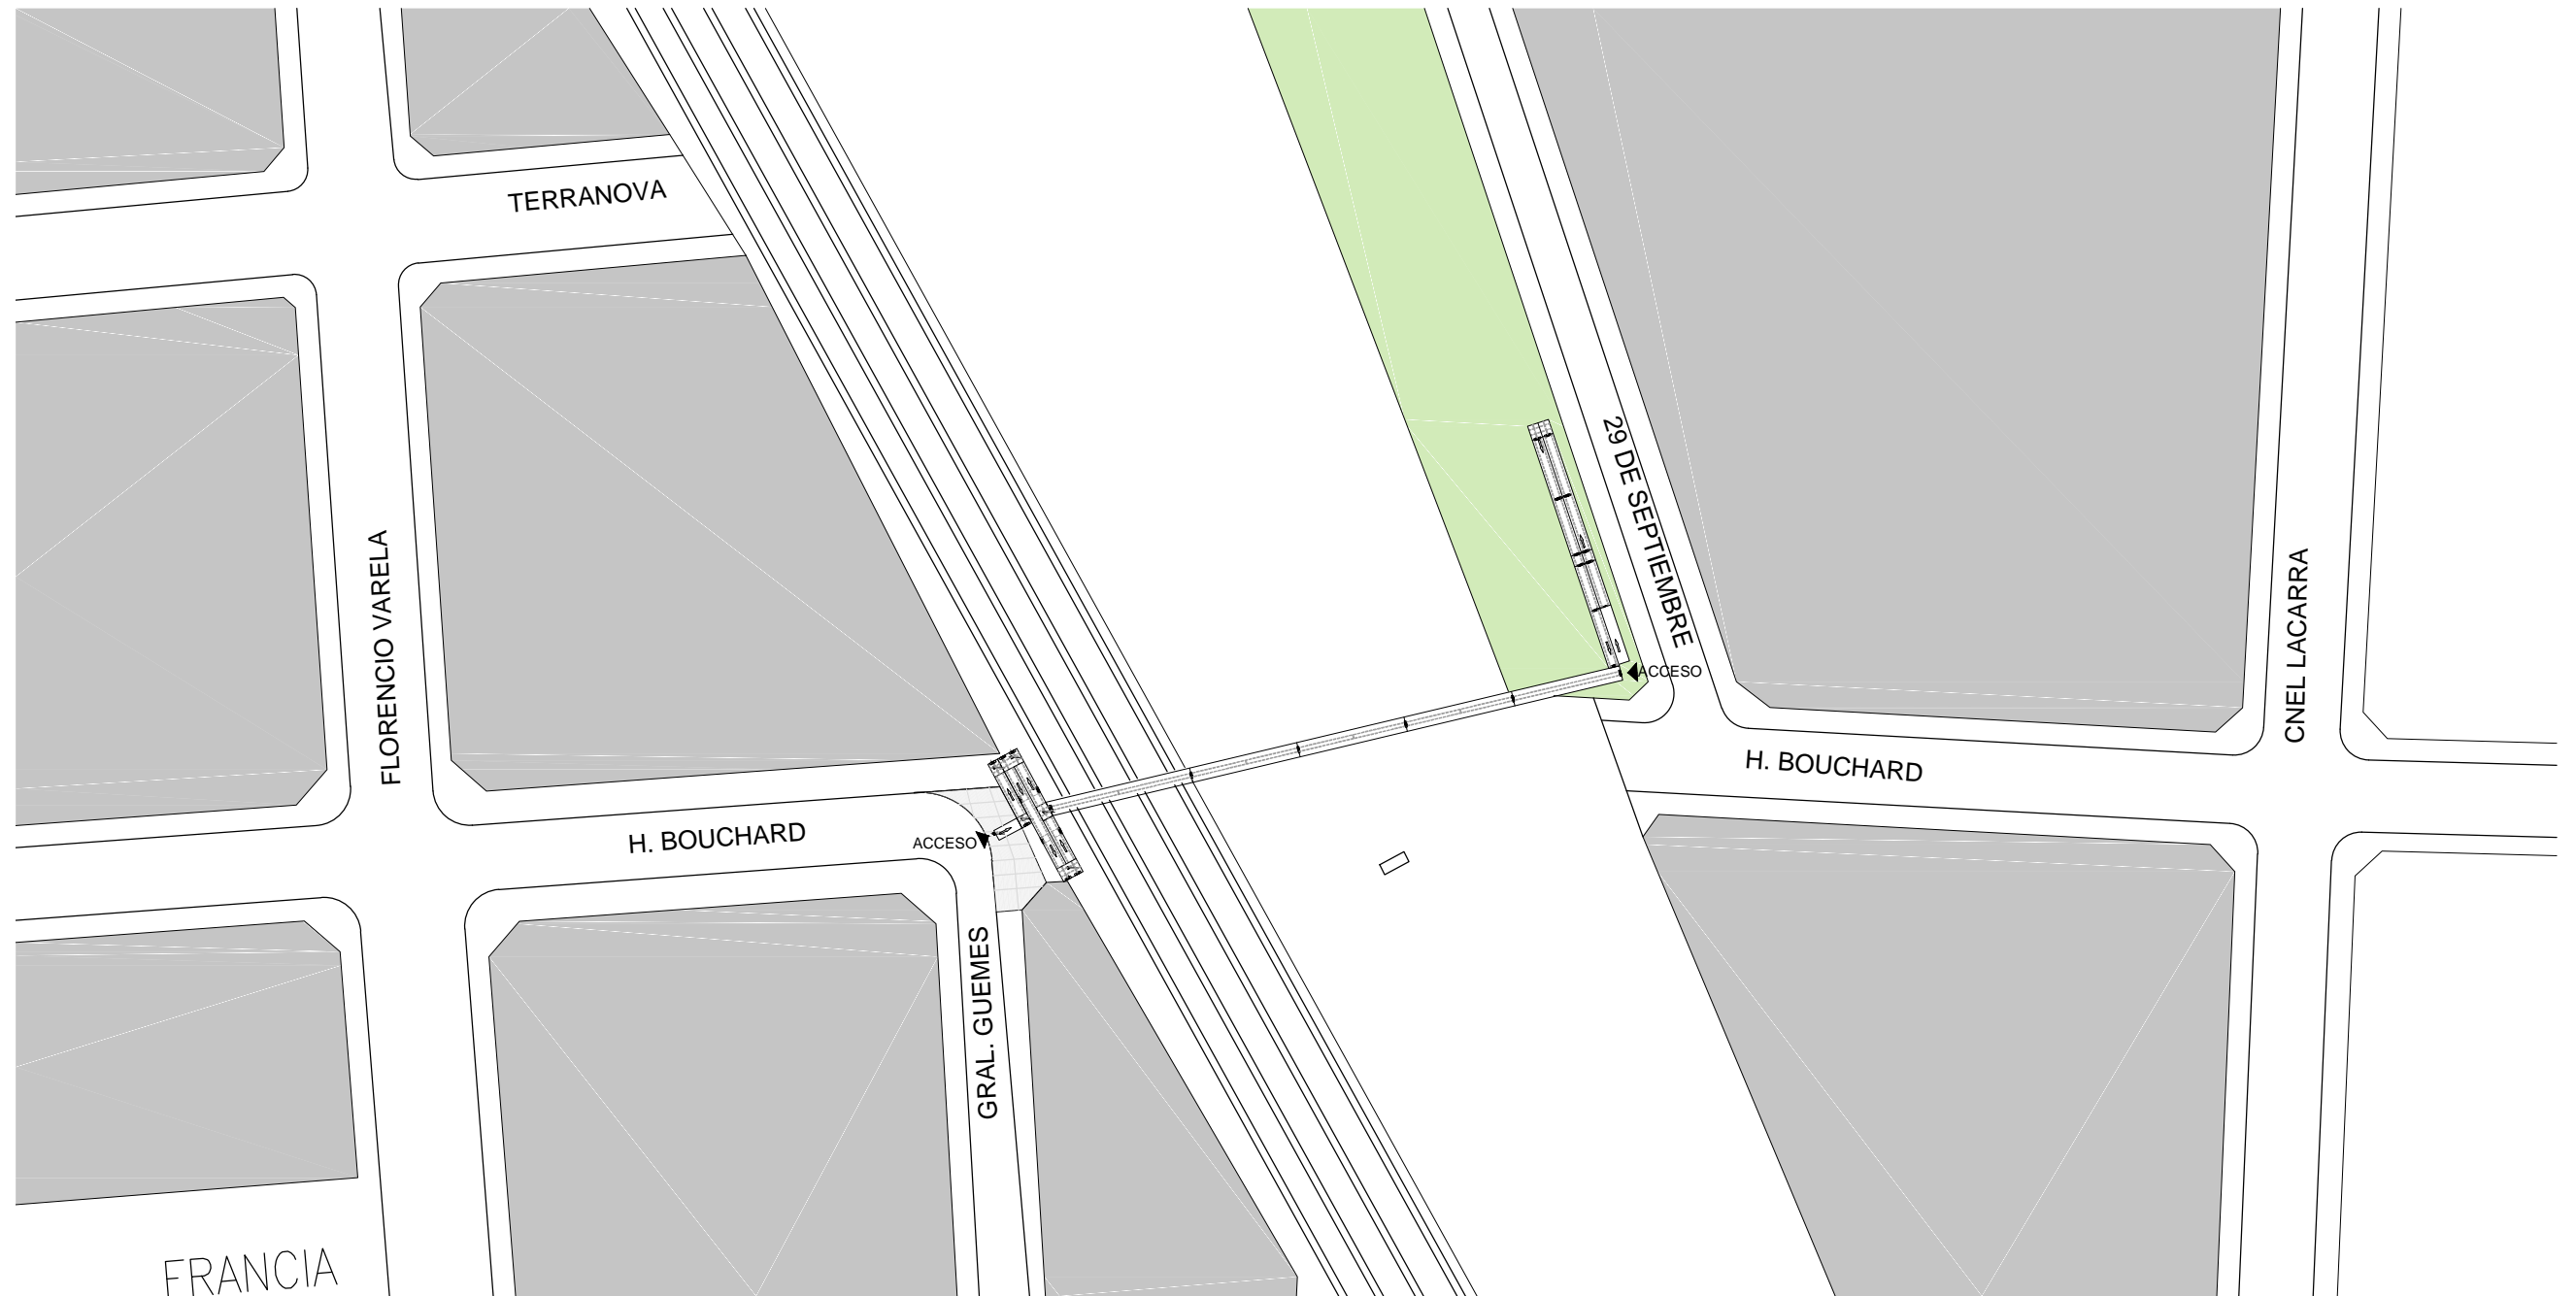 TERRANOVA
29 DE SEPTIEMBRE
FLORENCIO VARELA
CNEL LACARRA
ACCESO
H. BOUCHARD
H. BOUCHARD
ACCESO
GRAL. GUEMES
FRANCIA